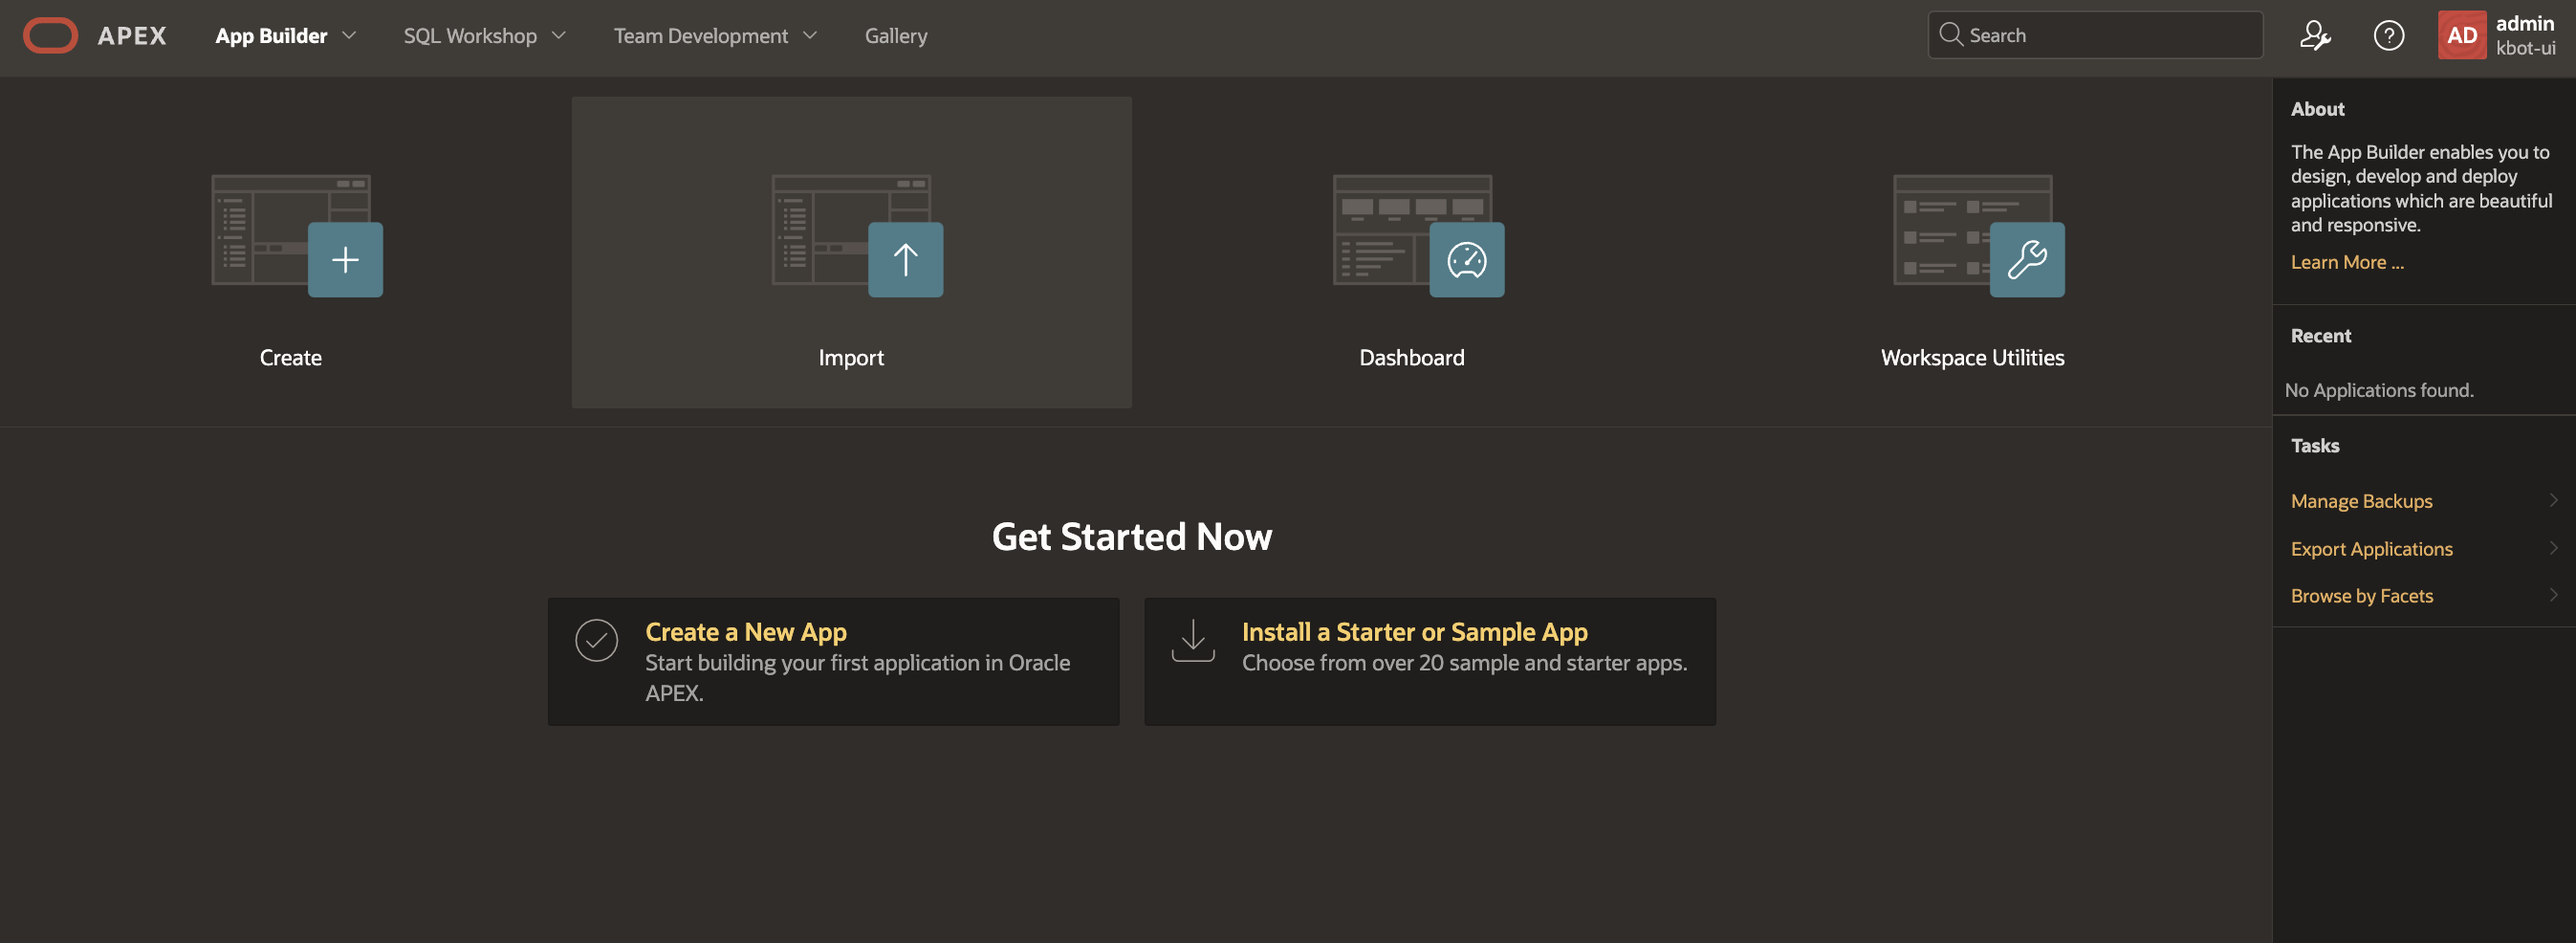 APEX
App Builder
SQL Workshop
Team Development
Gallery
Search
AD
admin
kbot-ui
Create
Import
Dashboard
Workspace Utilities
Get Started Now
Create a New App
Start building your first application in Oracle
APEX.
Install a Starter or Sample App
Choose from over 20 sample and starter apps.
About
The App Builder enables you to
design, develop and deploy
applications which are beautiful
and responsive.
Learn More ...
Recent
No Applications found.
Tasks
Manage Backups
Export Applications
Browse by Facets